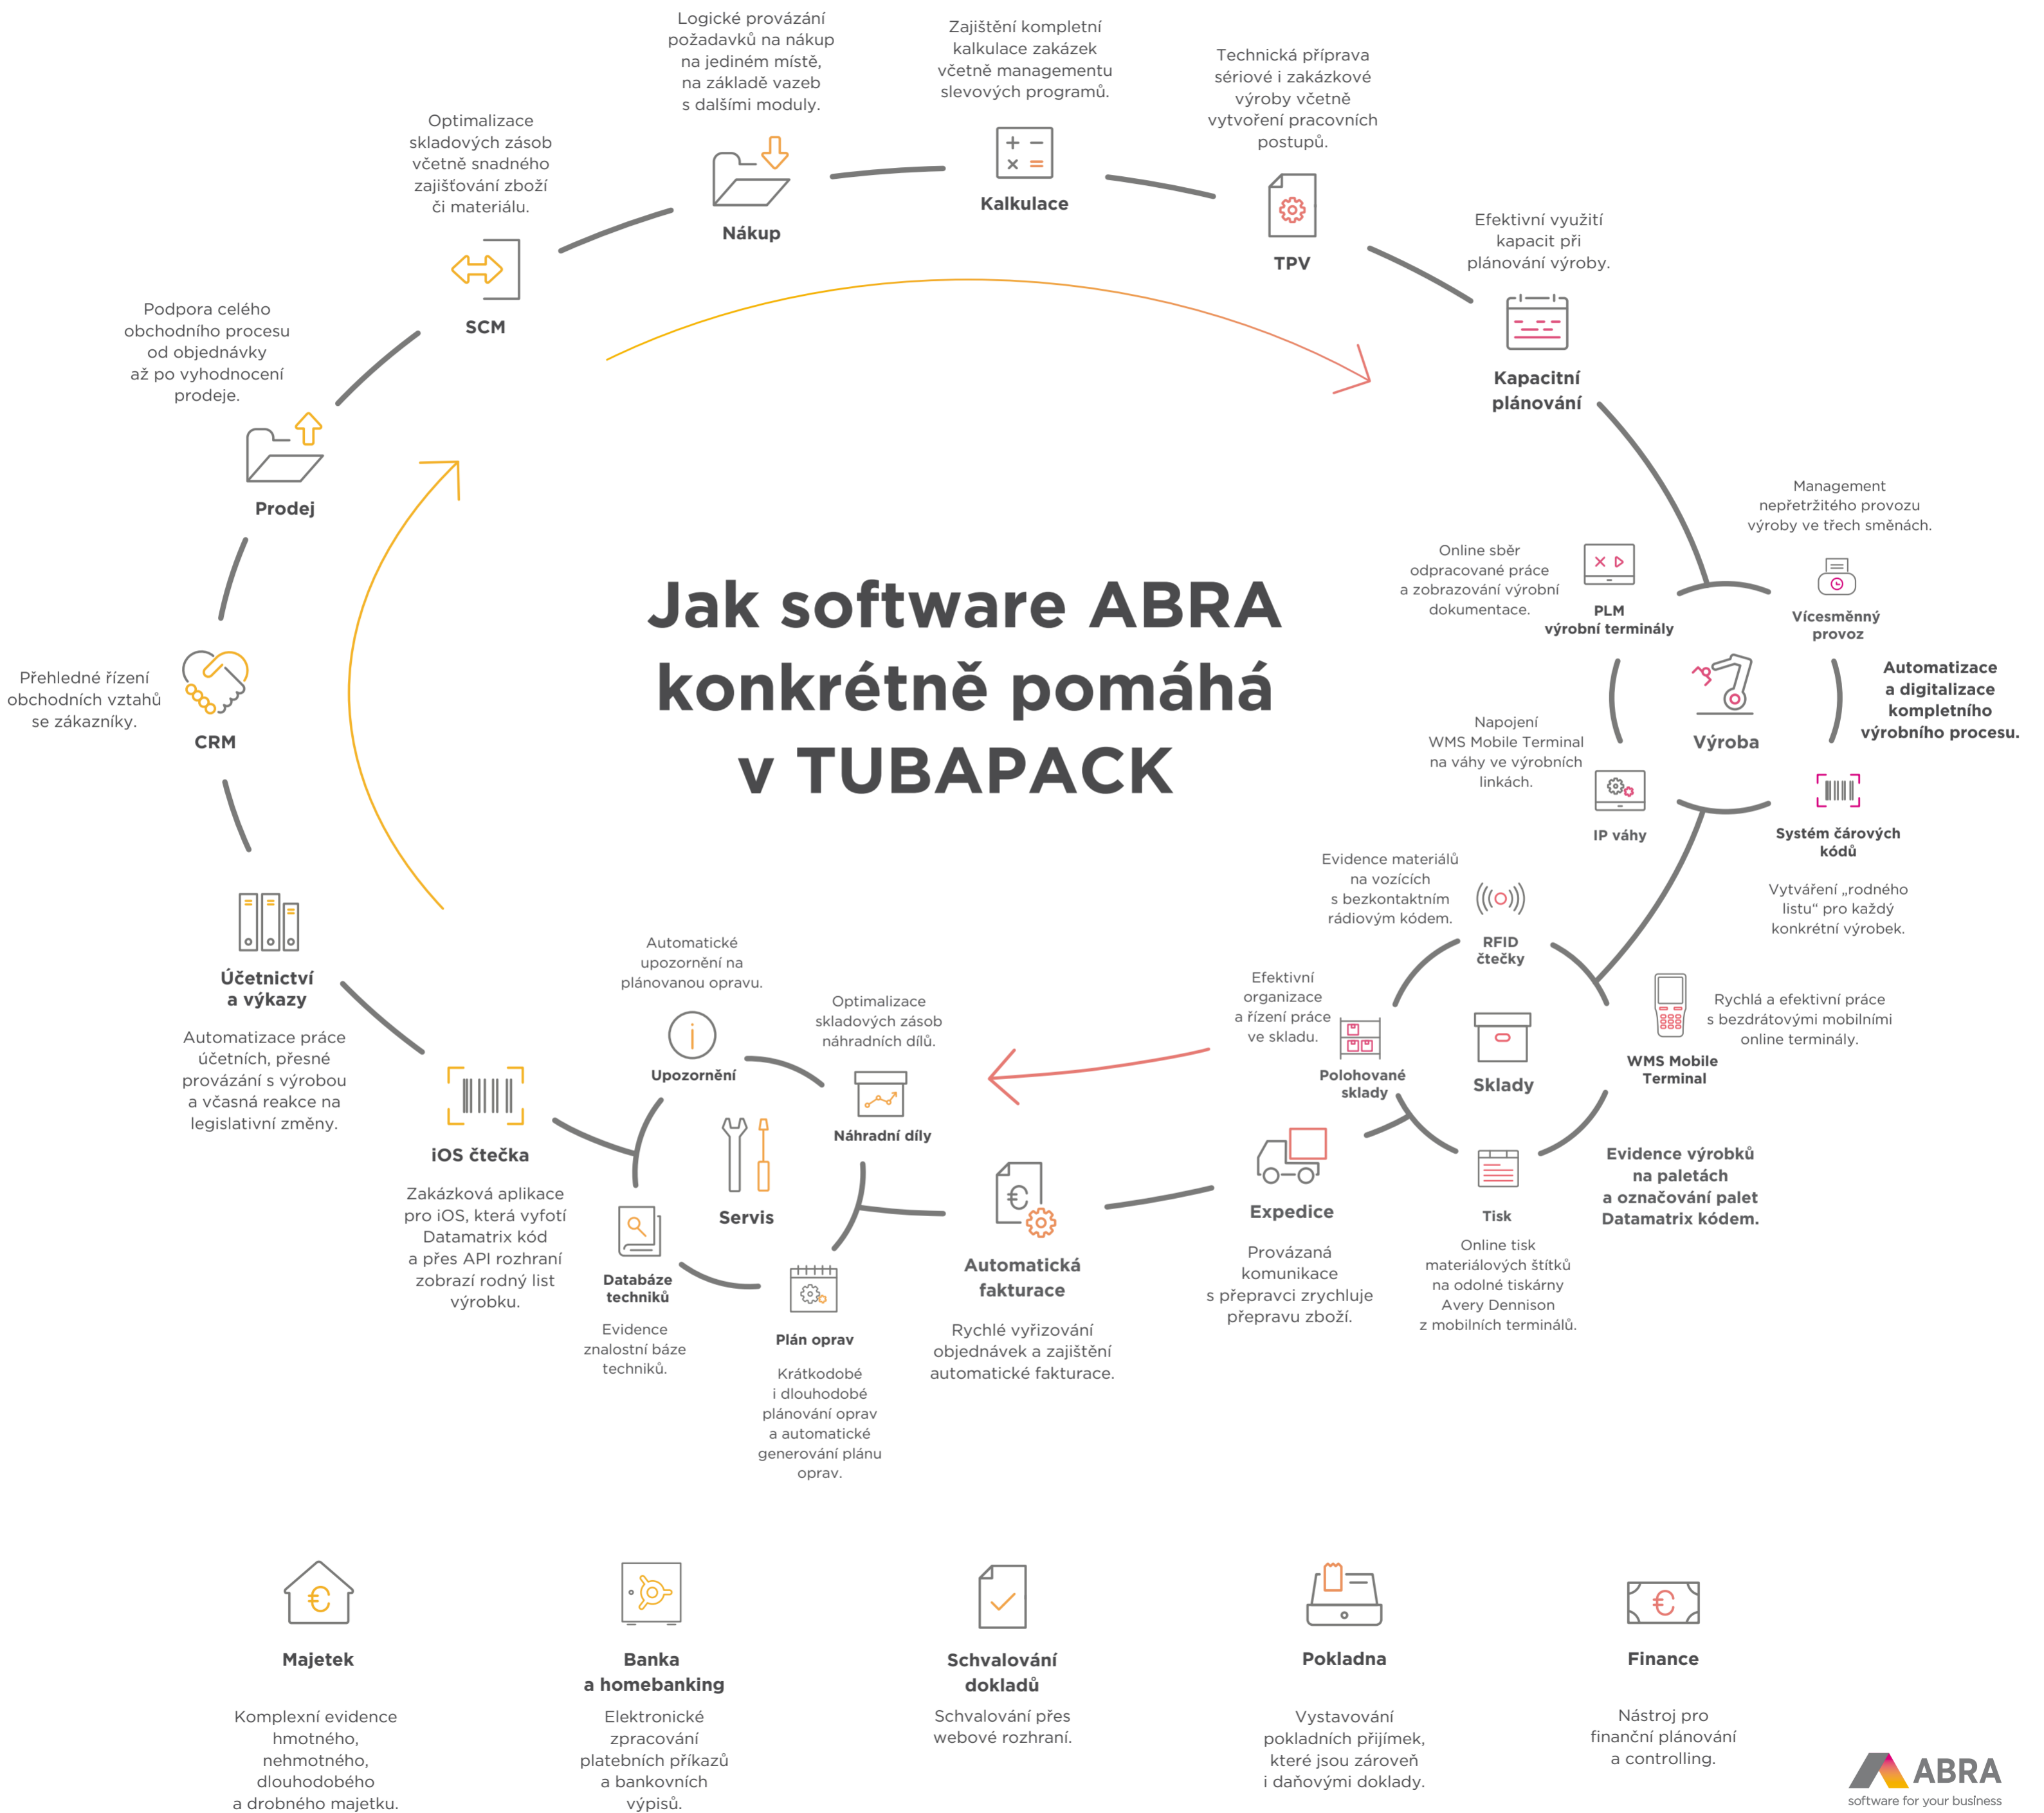 Logické provázání
požadavků na nákup
na jediném místě,
na základě vazeb
s dalšími moduly.
Nákup
Zajištění kompletní
kalkulace zakázek
včetně managementu
slevových programů.
Kalkulace
Technická příprava
sériové i zakázkové
výroby včetně
vytvoření pracovních
postupů.
TPV
Optimalizace
skladových zásob
včetně snadného
zajišťování zboží
či materiálu.
SCM
Efektivní využití
kapacit při
plánování výroby.
Kapacitní
plánování
Podpora celého
obchodního procesu
od objednávky
až po vyhodnocení
prodeje.
Prodej
Jak software ABRA
konkrétně pomáhá
v TUBAPACK
Management
nepřetržitého provozu
výroby ve třech směnách.
Vícesměnný
provoz
Online sběr
odpracované práce
a zobrazování výrobní
dokumentace.
PLM
výrobní terminály
Automatizace
a digitalizace
kompletního
výrobního procesu.
Výroba
Napojení
WMS Mobile Terminal
na váhy ve výrobních
linkách.
IP váhy
Systém čárových
kódů
Vytváření „rodného
listu“ pro každý
konkrétní výrobek.
Přehledné řízení
obchodních vztahů
se zákazníky.
CRM
Účetnictví
a výkazy
Automatizace práce
účetních, přesné
provázání s výrobou
a včasná reakce na
legislativní změny.
Evidence materiálů
na vozících
s bezkontaktním
rádiovým kódem.
RFID
čtečky
Efektivní
organizace
a řízení práce
ve skladu.
Polohované
sklady
Sklady
Rychlá a efektivní práce
s bezdrátovými mobilními
online terminály.
WMS Mobile
Terminal
Evidence výrobků
na paletách
a označování palet
Datamatrix kódem.
Tisk
Online tisk
materiálových štítků
na odolné tiskárny
Avery Dennison
z mobilních terminálů.
Expedice
Provázaná
komunikace
s přepravci zrychluje
přepravu zboží.
Automatická
fakturace
Rychlé vyřizování
objednávek a zajištění
automatické fakturace.
Automatické
upozornění na
plánovanou opravu.
Upozornění
Optimalizace
skladových zásob
náhradních dílů.
Náhradní díly
Servis
Databáze
techniků
Evidence
znalostní báze
techniků.
Plán oprav
Krátkodobé
i dlouhodobé
plánování oprav
a automatické
generování plánu
oprav.
iOS čtečka
Zakázková aplikace
pro iOS, která vyfotí
Datamatrix kód
a přes API rozhraní
zobrazí rodný list
výrobku.
Majetek
Komplexní evidence
hmotného,
nehmotného,
dlouhodobého
a drobného majetku.
Banka
a homebanking
Elektronické
zpracování
platebních příkazů
a bankovních
výpisů.
Schvalování
dokladů
Schvalování přes
webové rozhraní.
Pokladna
Vystavování
pokladních přijímek,
které jsou zároveň
i daňovými doklady.
Finance
Nástroj pro
finanční plánování
a controlling.
ABRA
software for your business